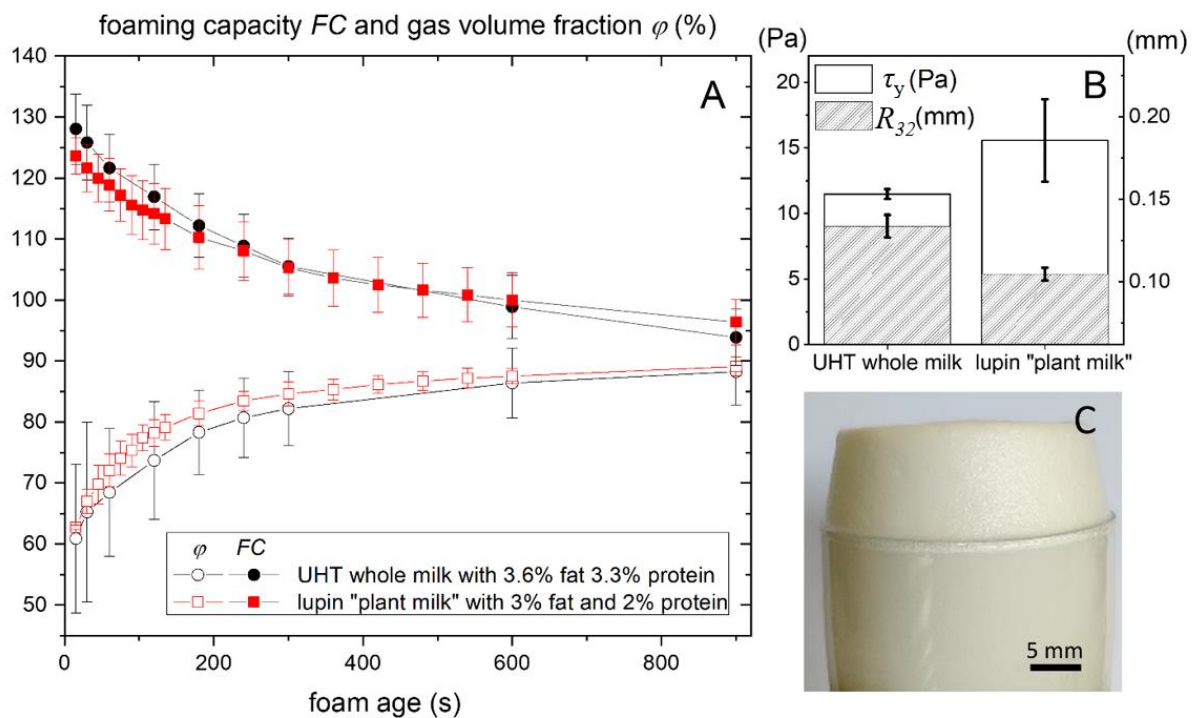 foaming capacity FC and gas volume fraction φ (%)
A
140
130
120
110
100
90
80
70
60
50
0
200
400
600
800
foam age (s)
φ FC
UHT whole milk with 3.6% fat 3.3% protein
lupin "plant milk" with 3% fat and 2% protein
(Pa)
(mm)
B
τy (Pa)
R32(mm)
20
15
10
5
0
0.20
0.15
0.10
UHT whole milk
lupin "plant milk"
C
5 mm